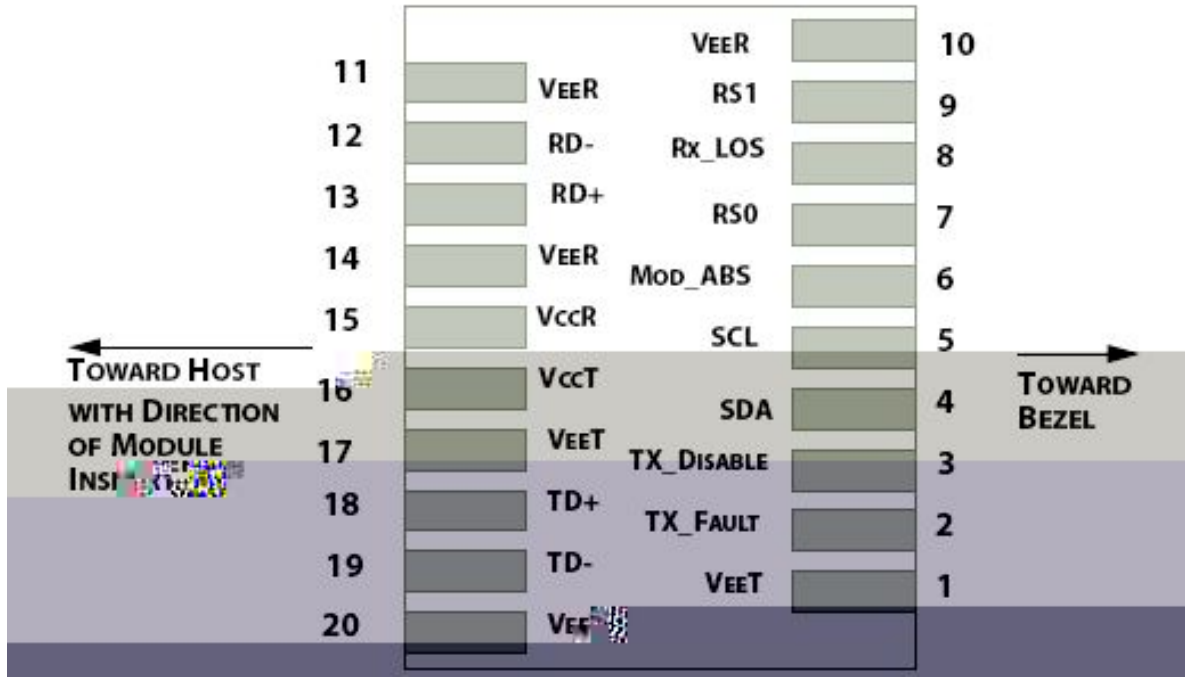 VEER 10
11 VEER
RS1 9
12 RD-
Rx_LOS 8
13 RD+
RS0 7
14 VEER
MOD_ABS 6
15 VccR
SCL 5
TOWARD HOST
WITH DIRECTION
OF MODULE
TOWARD
BEZEL
16 VccT
SDA 4
17 VEET
TX_DISABLE 3
18 TD+
TX_FAULT 2
19 TD-
VEET 1
20